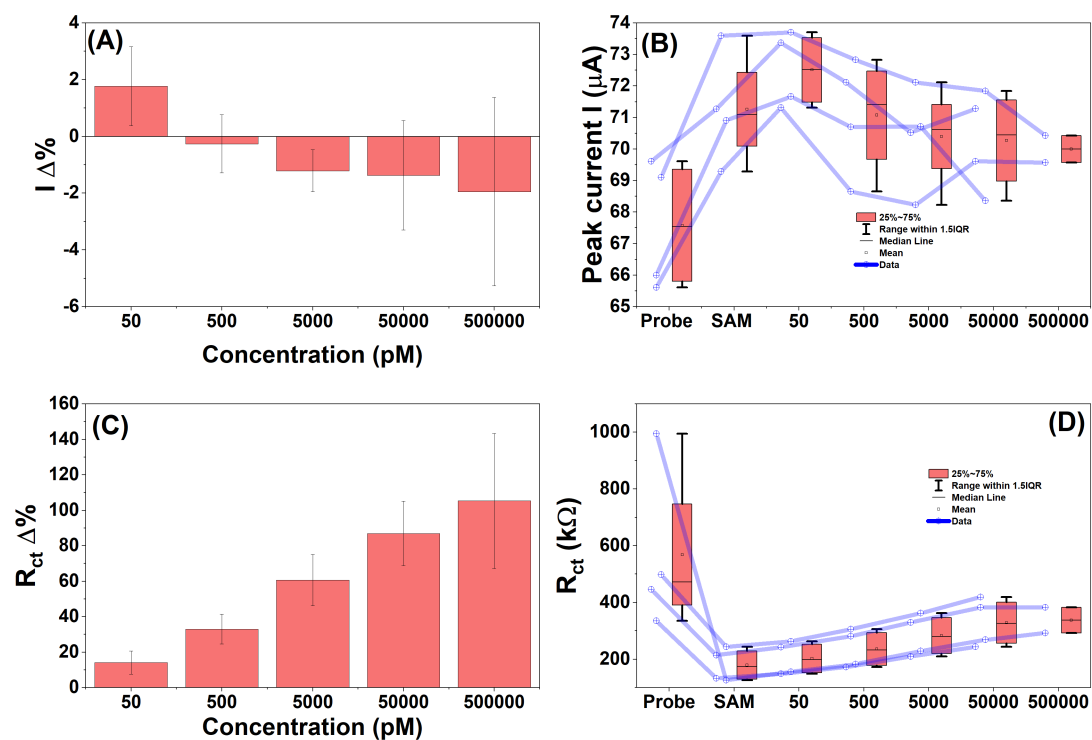 (A)
4
2
0
-2
-4
-6
I Δ%
50 500 5000 50000 500000
Concentration (pM)
(B)
74
73
72
71
70
69
68
67
66
65
Peak current I (μA)
25%~75%
Range within 1.5IQR
Median Line
Mean
Data
Probe SAM 50 500 5000 50000 500000
(C)
160
140
120
100
80
60
40
20
0
Rct Δ%
50 500 5000 50000 500000
Concentration (pM)
(D)
1000
800
600
400
200
Rct (kΩ)
25%~75%
Range within 1.5IQR
Median Line
Mean
Data
Probe SAM 50 500 5000 50000 500000